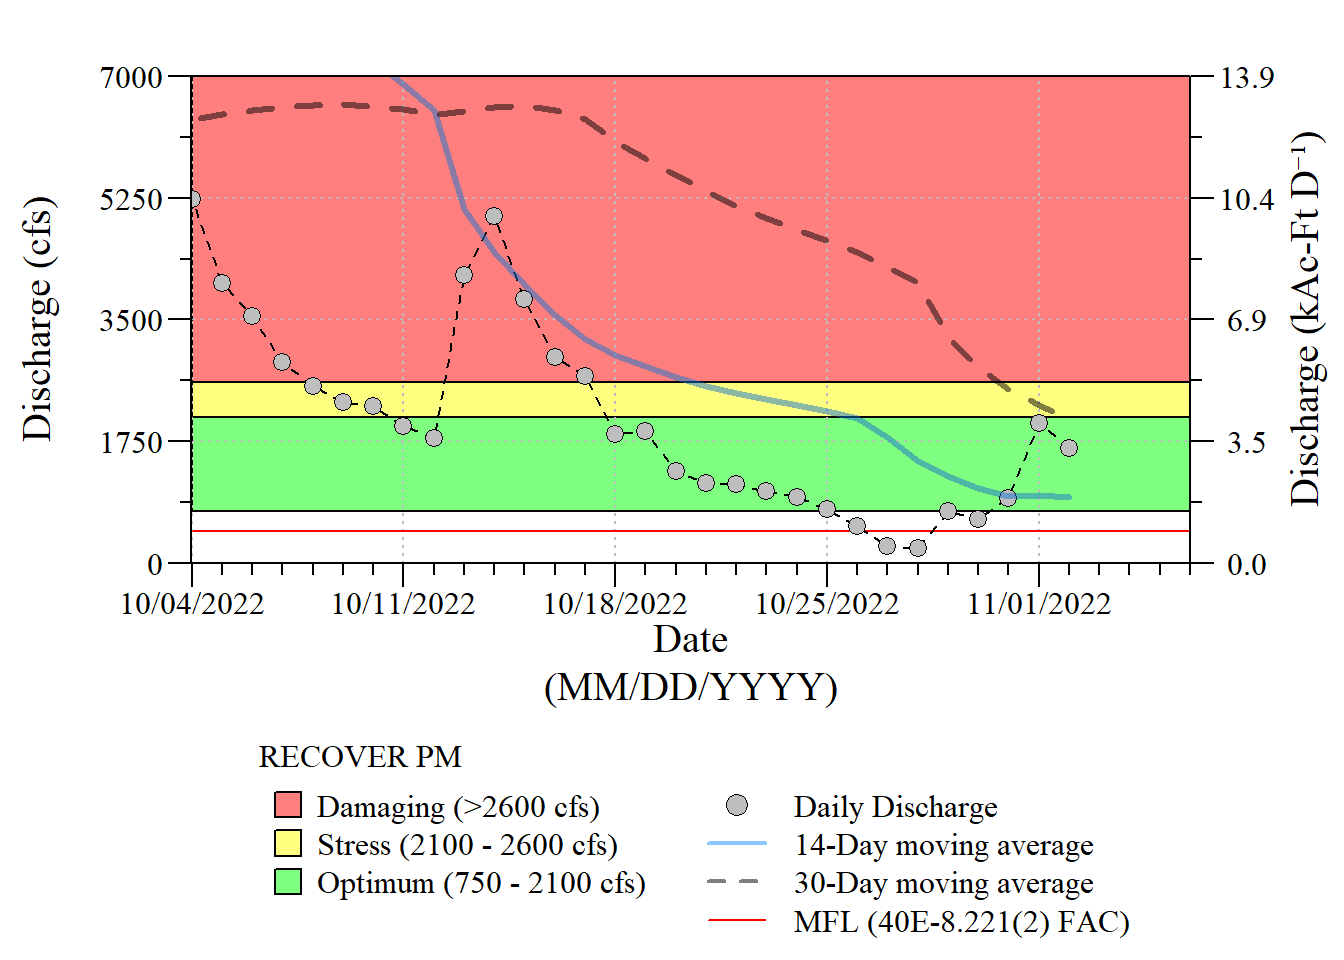 7000
5250
3500
1750
0
Discharge (cfs)
13.9
10.4
6.9
3.5
0.0
Discharge (kAc-Ft D⁻¹)
10/04/2022 10/11/2022 10/18/2022 10/25/2022 11/01/2022
Date
(MM/DD/YYYY)
RECOVER PM
Damaging (>2600 cfs)
Stress (2100 - 2600 cfs)
Optimum (750 - 2100 cfs)
Daily Discharge
14-Day moving average
30-Day moving average
MFL (40E-8.221(2) FAC)